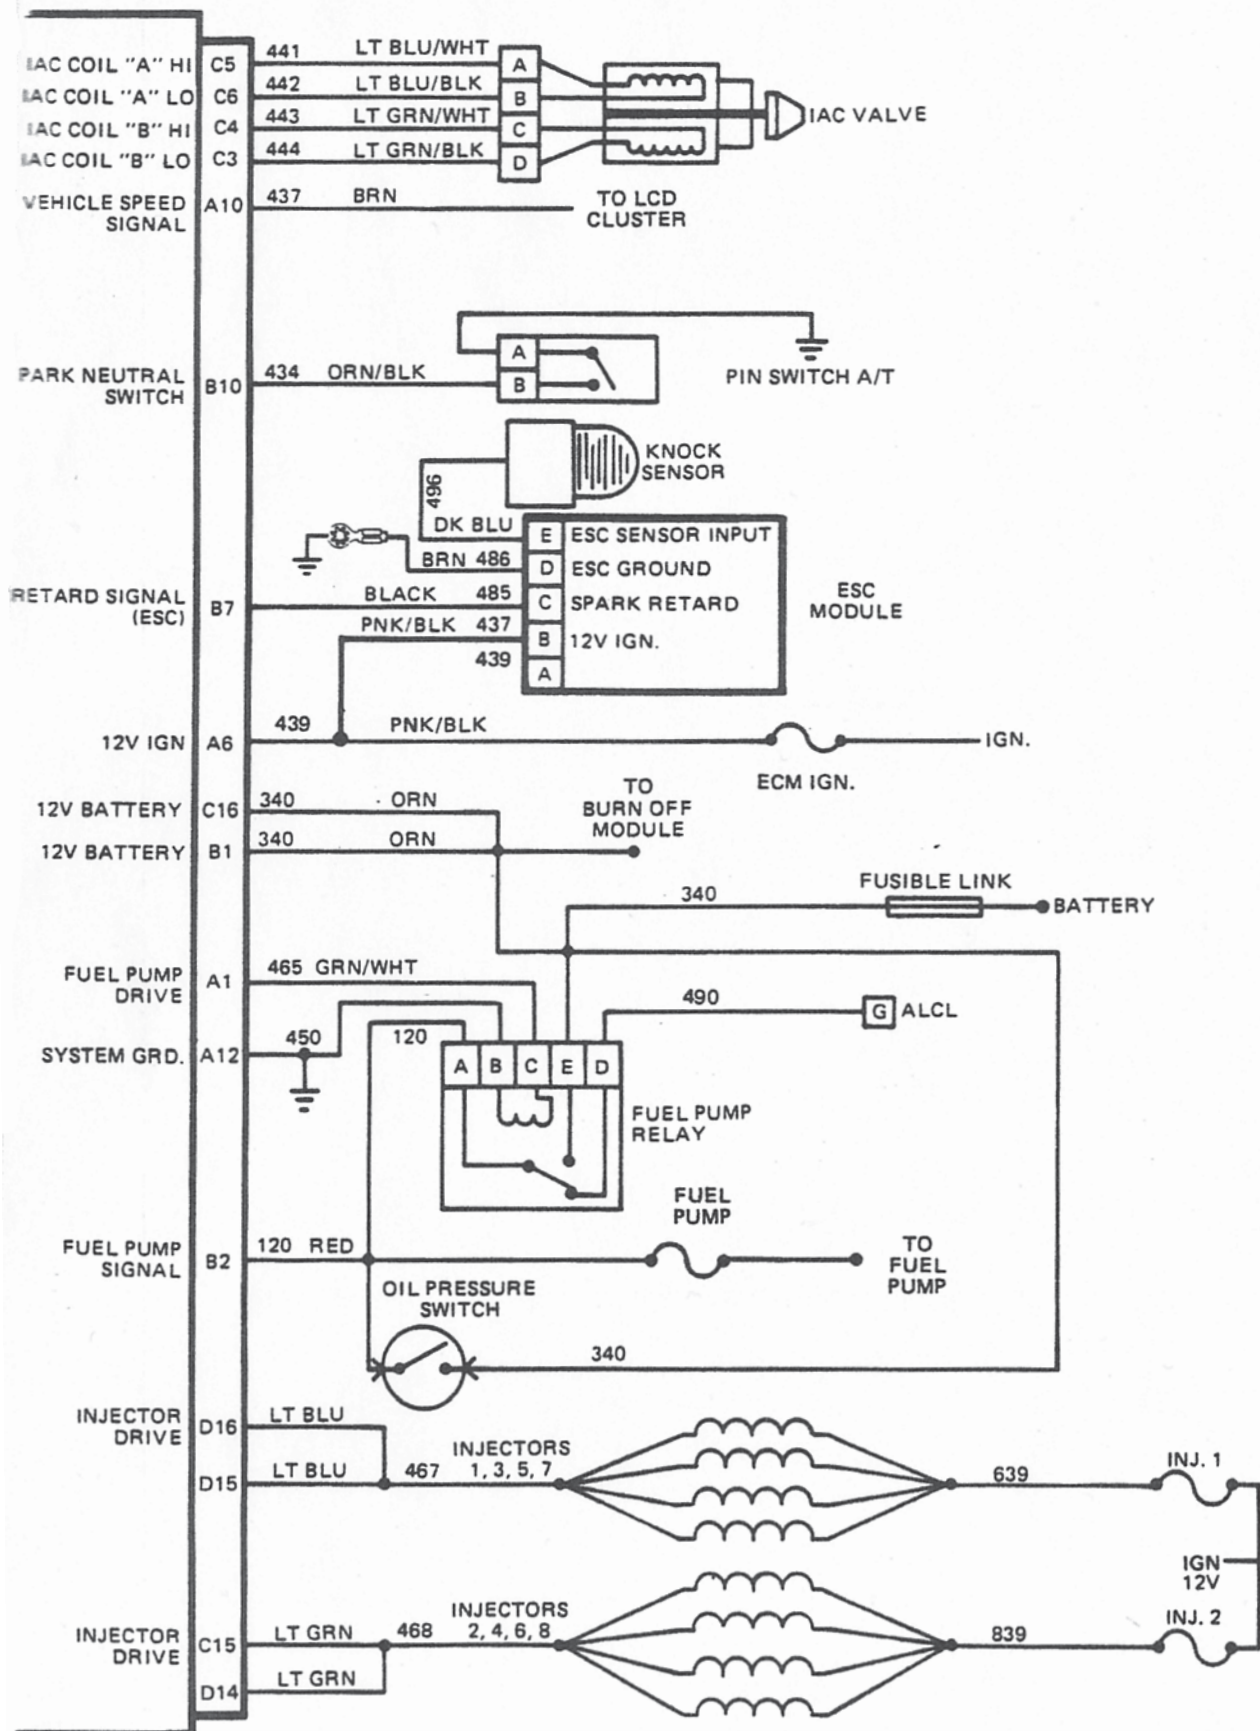 IAC COIL "A" HI C5 441 LT BLU/WHT A
IAC COIL "A" LO C6 442 LT BLU/BLK B
IAC COIL "B" HI C4 443 LT GRN/WHT C
IAC COIL "B" LO C3 444 LT GRN/BLK D
IAC VALVE
VEHICLE SPEED
SIGNAL
A10 437 BRN
TO LCD
CLUSTER
PARK NEUTRAL
SWITCH
B10 434 ORN/BLK
A
B
PIN SWITCH A/T
KNOCK
SENSOR
496
DK BLU E ESC SENSOR INPUT
BRN 486 D ESC GROUND
RETARD SIGNAL
(ESC)
B7 BLACK 485 C SPARK RETARD
PNK/BLK 437 B 12V IGN.
439 A
ESC
MODULE
12V IGN A6 439 PNK/BLK IGN.
ECM IGN.
12V BATTERY C16 340 ORN
12V BATTERY B1 340 ORN
TO
BURN OFF
MODULE
340 FUSIBLE LINK BATTERY
FUEL PUMP
DRIVE
A1 465 GRN/WHT
490 G ALCL
SYSTEM GRD. A12 450
120
A B C E D
FUEL PUMP
RELAY
FUEL PUMP
SIGNAL
B2 120 RED
FUEL
PUMP
TO
FUEL
PUMP
OIL PRESSURE
SWITCH
340
INJECTOR
DRIVE
D16 LT BLU
D15 LT BLU 467
INJECTORS
1, 3, 5, 7
639 INJ. 1
IGN
12V
INJECTOR
DRIVE
C15 LT GRN 468
D14 LT GRN
INJECTORS
2, 4, 6, 8
839 INJ. 2